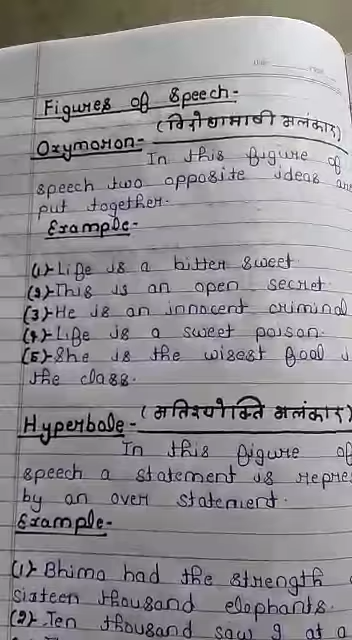 Figures of Speech-
Oxymoron- (विरोधाभाषी अलंकार)
In this figure of
speech two opposite ideas are
put together.
Example-
(1) Life is a bitter sweet.
(2) This is an open secret.
(3) He is an innocent criminal
(4) Life is a sweet poison.
(5) She is the wisest fool
the class.
Hyperbole- (अतिश्योक्ति अलंकार)
In this figure of
speech a statement is
by an over statement.
Example-
(1) Bhima had the strength
sixteen thousand elephants.
(2) Ten thousand saw I at a